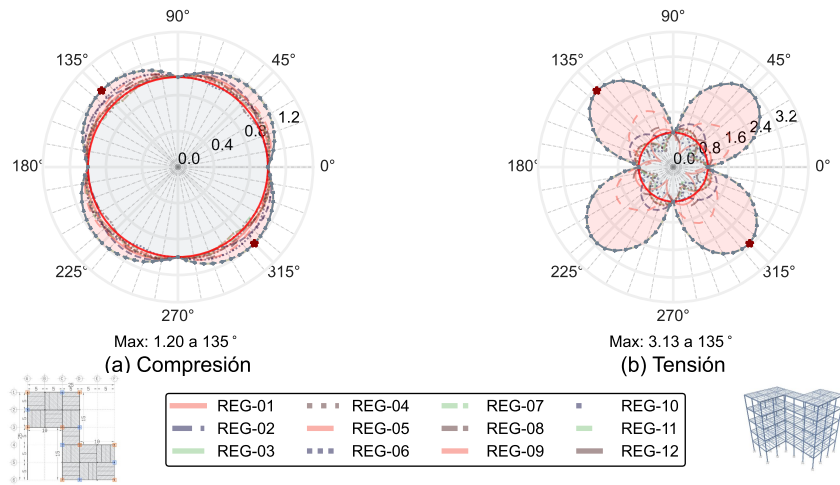 90° 90°
135° 45° 135° 45°
1.2 3.2
0.8 2.4
0.4 1.6
0.0 0.8
0.0
180° 0° 180° 0°
225° 315° 225° 315°
270° 270°
Max: 1.20 a 135° Max: 3.13 a 135°
(a) Compresión (b) Tensión
REG-01 REG-04 REG-07 REG-10
REG-02 REG-05 REG-08 REG-11
REG-03 REG-06 REG-09 REG-12